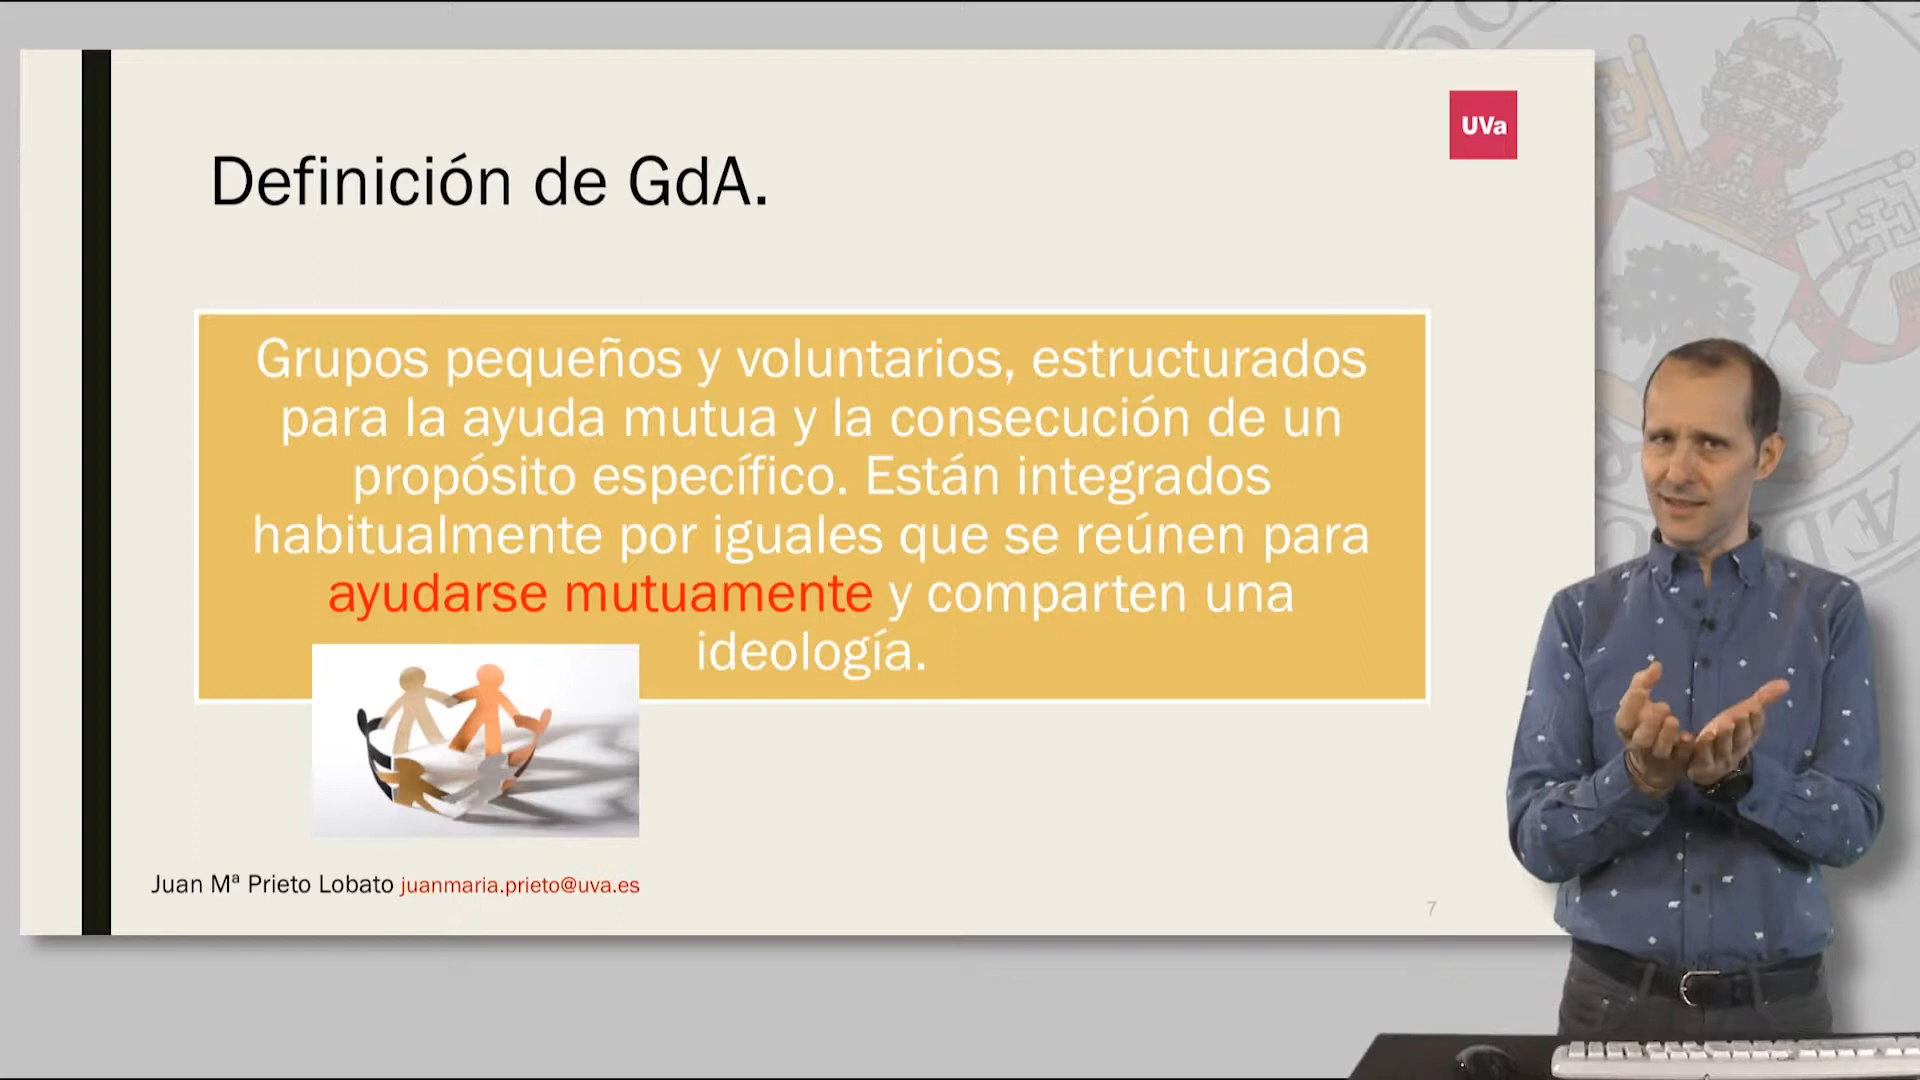 UVa
Definición de GdA.
Grupos pequeños y voluntarios, estructurados
para la ayuda mutua y la consecución de un
propósito específico. Están integrados
habitualmente por iguales que se reúnen para
ayudarse mutuamente y comparten una
ideología.
Juan Mª Prieto Lobato juanmaria.prieto@uva.es
7